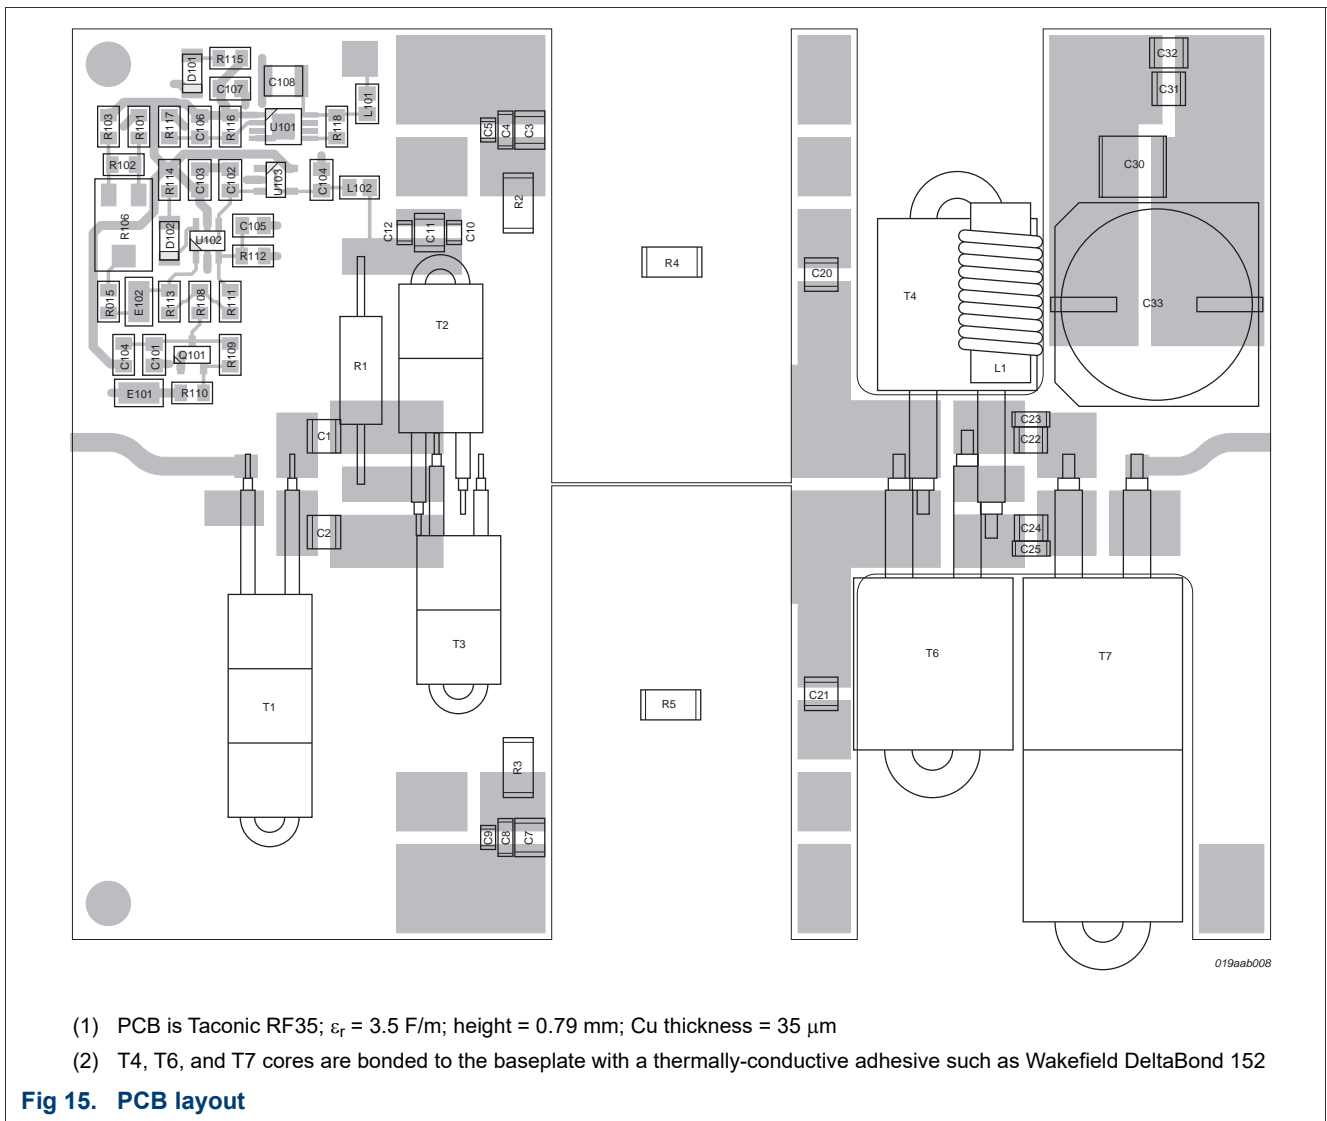 D101
R115
C107
C108
L101
R103
R101
R117
C106
R116
U101
R118
C5
C4
C3
C32
C31
R102
R114
C103
C102
U103
C104
L102
R2
C30
R106
D102
U102
C105
R112
C12
C11
C10
R4
C20
T4
C33
R015
E102
R113
R108
R111
T2
C104
C101
Q101
R109
R1
L1
E101
R110
C1
C23
C22
C2
C24
C25
T3
T6
T7
T1
R5
C21
R3
C9
C8
C7
019aab008
(1) PCB is Taconic RF35; εr = 3.5 F/m; height = 0.79 mm; Cu thickness = 35 μm
(2) T4, T6, and T7 cores are bonded to the baseplate with a thermally-conductive adhesive such as Wakefield DeltaBond 152
Fig 15. PCB layout